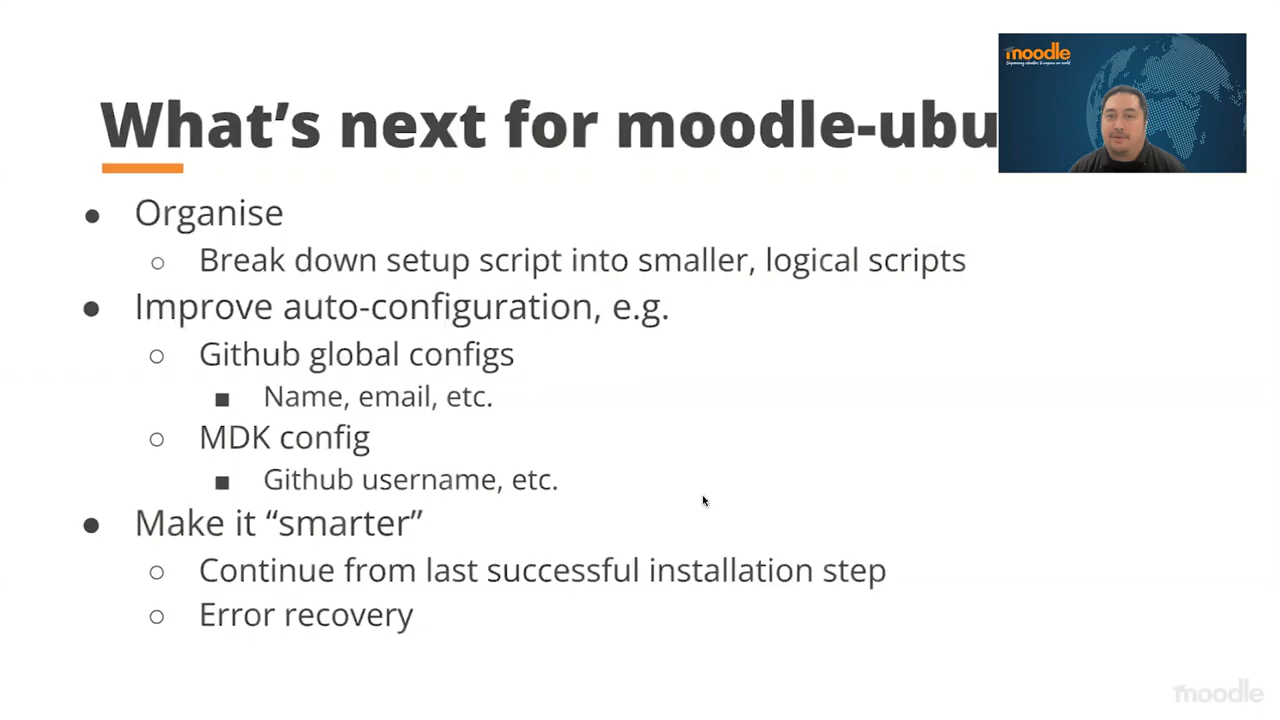 What's next for moodle-ubu
moodle
Organise
Break down setup script into smaller, logical scripts
Improve auto-configuration, e.g.
Github global configs
Name, email, etc.
MDK config
Github username, etc.
Make it “smarter”
Continue from last successful installation step
Error recovery
moodle